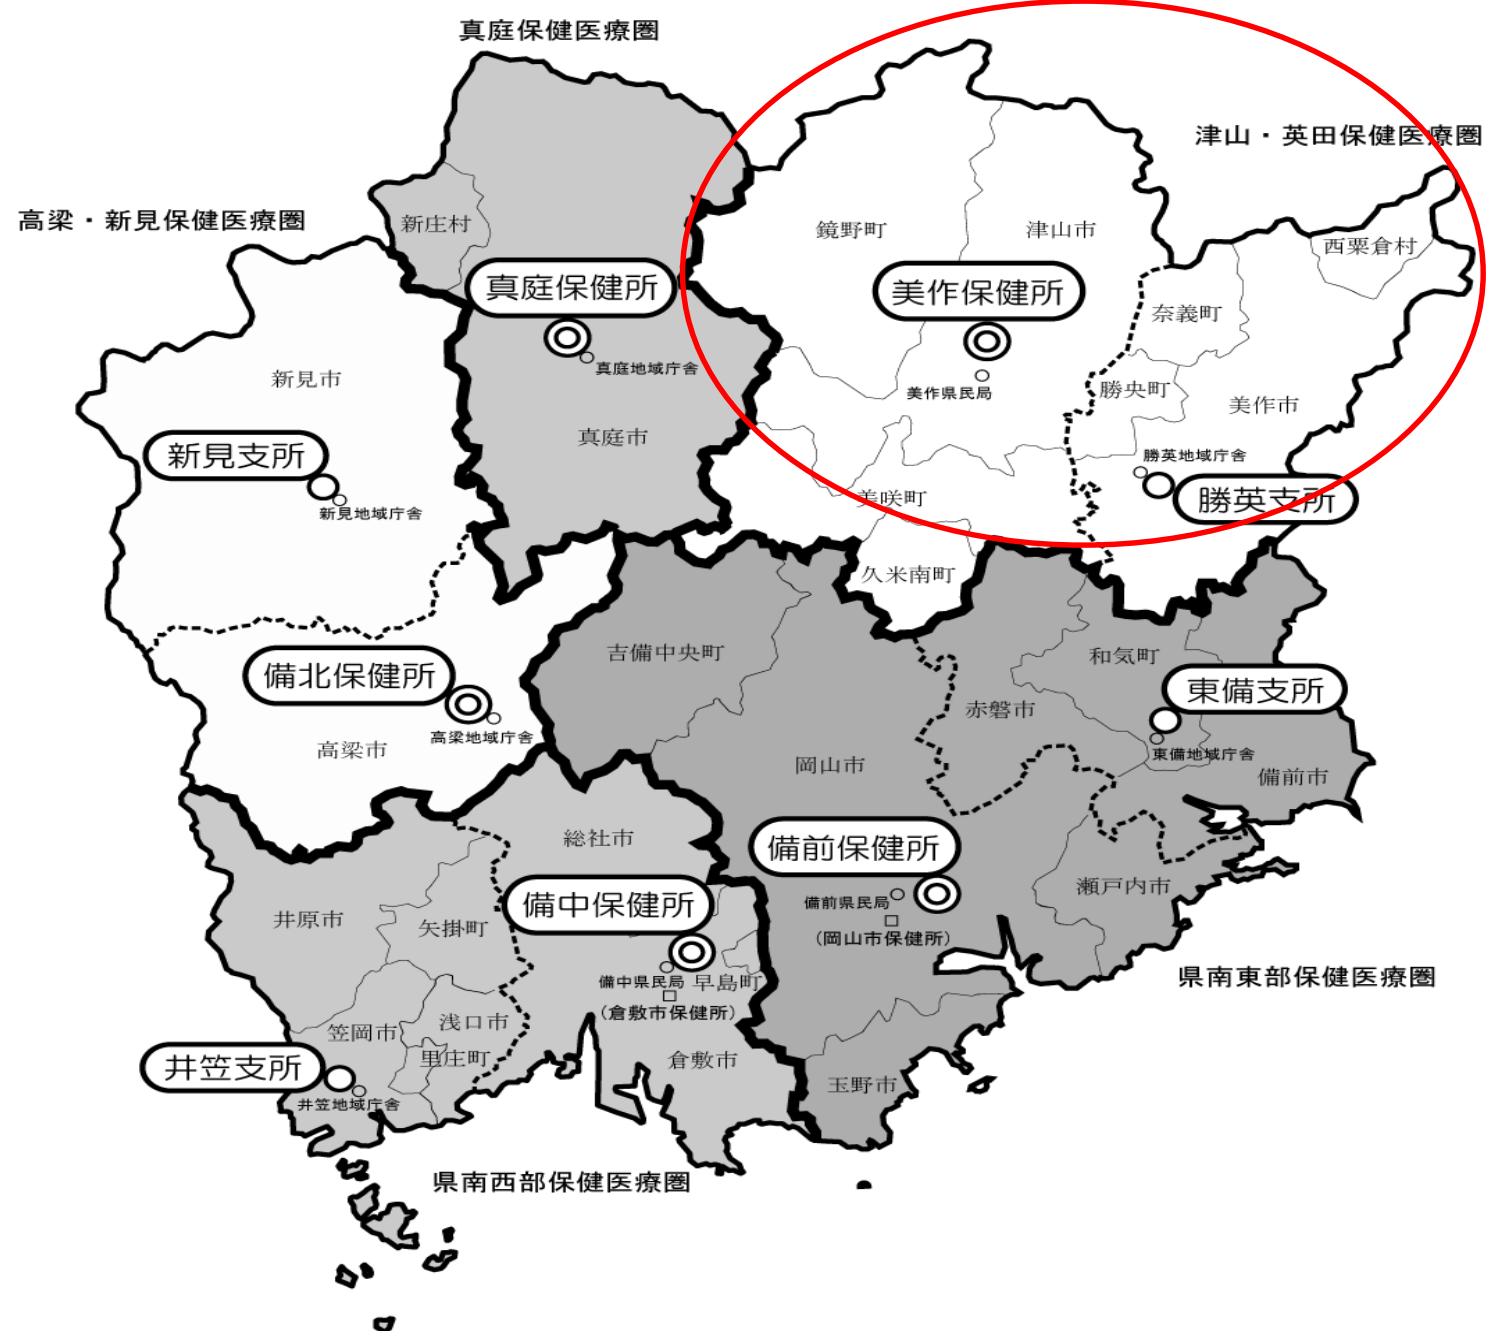 真庭保健医療圏
津山・英田保健医療圏
高梁・新見保健医療圏
新庄村
鏡野町
津山市
西粟倉村
真庭保健所
美作保健所
奈義町
真庭地域庁舎
新見市
美作県民局
勝央町
美作市
真庭市
新見支所
勝英地域庁舎
新見地域庁舎
美咲町
勝英支所
久米南町
吉備中央町
和気町
備北保健所
東備支所
赤磐市
高梁地域庁舎
高梁市
東備地域庁舎
岡山市
備前市
総社市
備前保健所
瀬戸内市
備中保健所
備前県民局
井原市
矢掛町
(岡山市保健所)
県南東部保健医療圏
備中県民局
早島町
(倉敷市保健所)
浅口市
笠岡市
里庄町
倉敷市
井笠支所
玉野市
井笠地域庁舎
県南西部保健医療圏